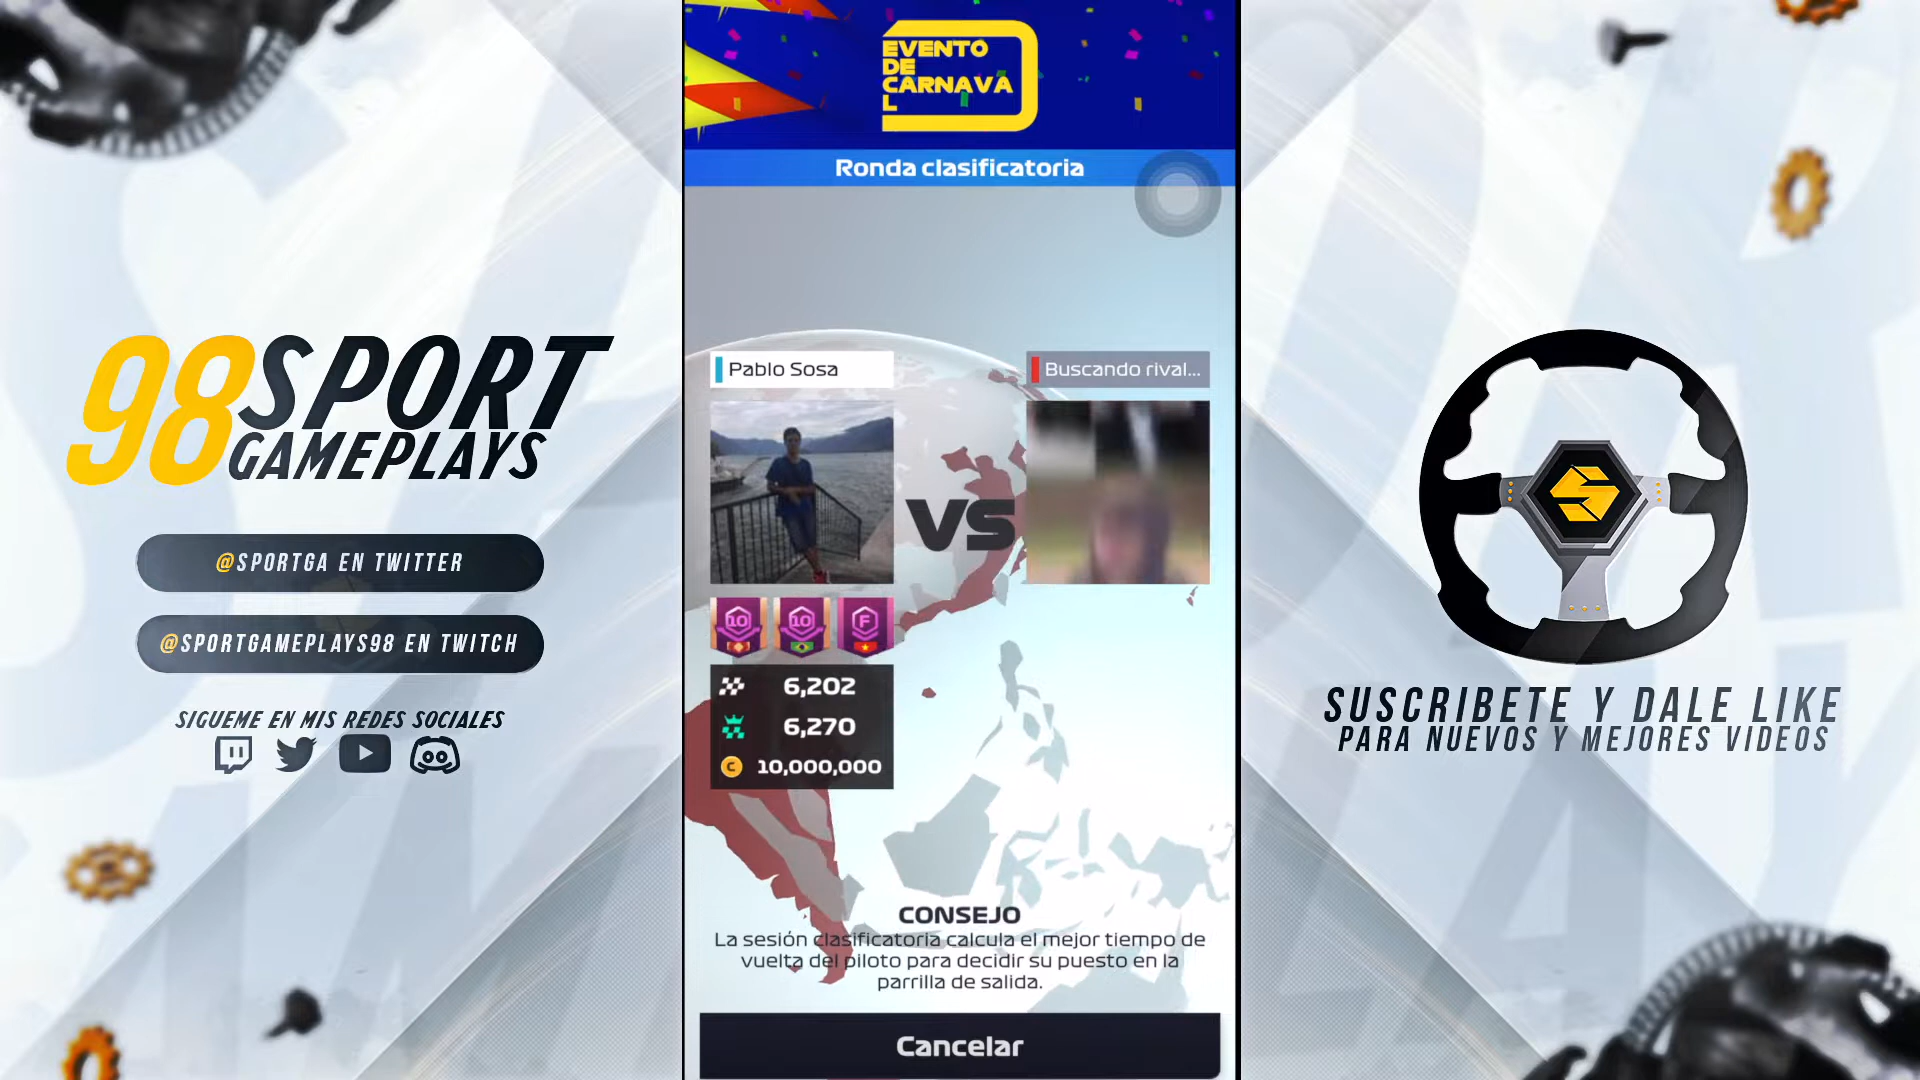 EVENTO
DE
CARNAVA
L
Ronda clasificatoria
98SPORT
GAMEPLAYS
@SPORTGA EN TWITTER
@SPORTGAMEPLAYS98 EN TWITCH
SIGUEME EN MIS REDES SOCIALES
Pablo Sosa
Buscando rival...
VS
10
10
F
6,202
6,270
C 10,000,000
CONSEJO
La sesión clasificatoria calcula el mejor tiempo de
vuelta del piloto para decidir su puesto en la
parrilla de salida.
Cancelar
S
SUSCRIBETE Y DALE LIKE
PARA NUEVOS Y MEJORES VIDEOS